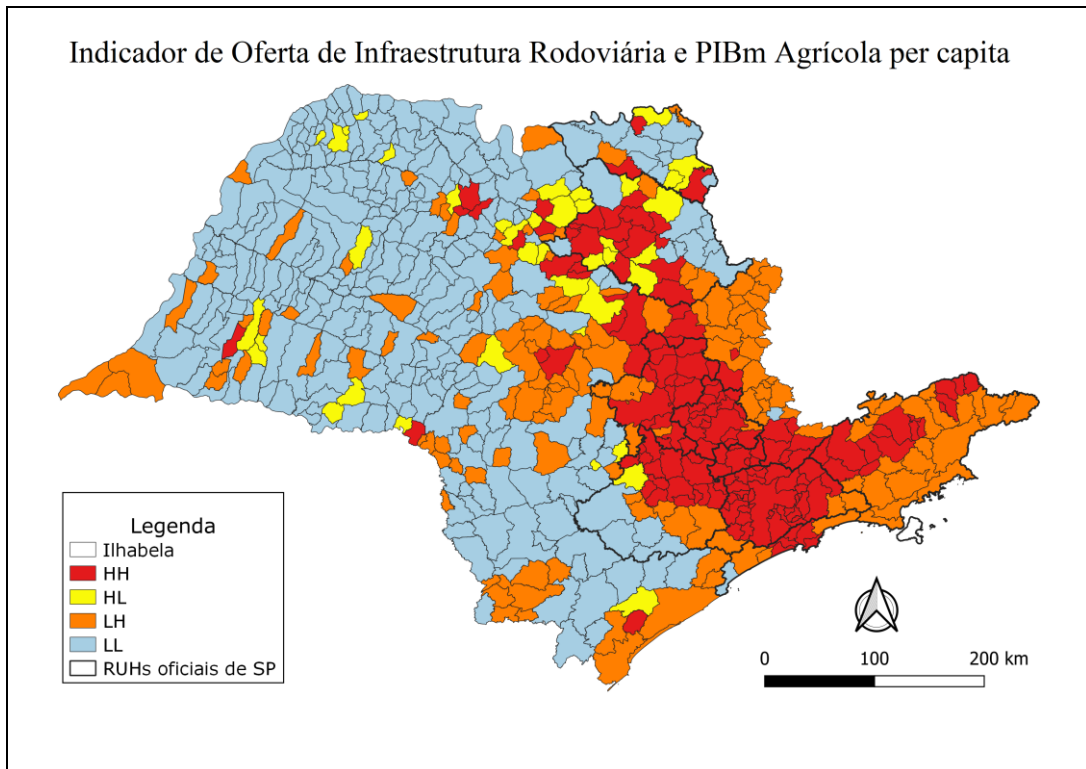 Indicador de Oferta de Infraestrutura Rodoviária e PIBm Agrícola per capita
Legenda
Ilhabela
HH
HL
LH
LL
RUHs oficiais de SP
0 100 200 km